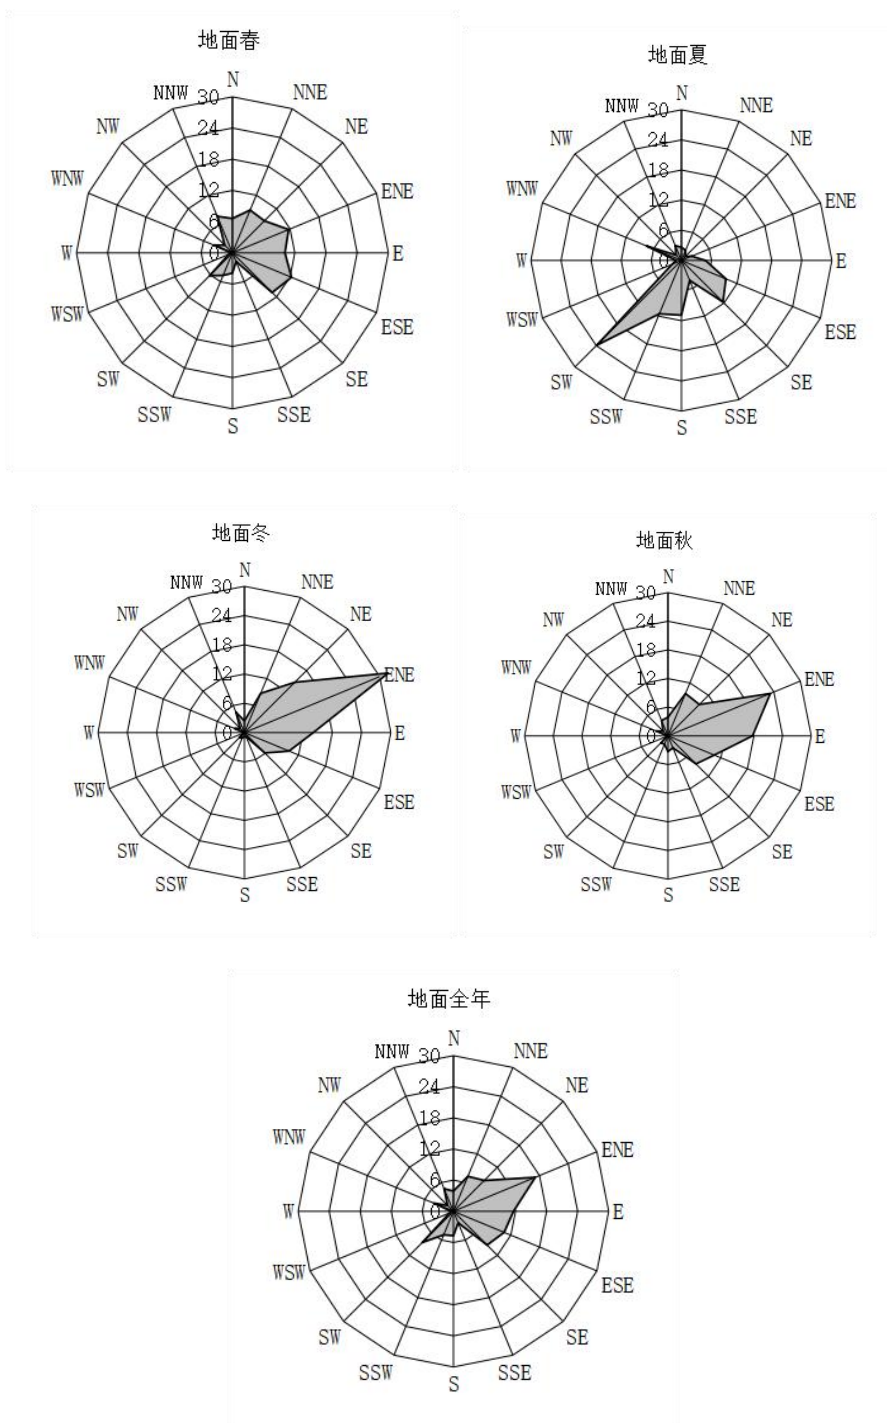 地面春
N
NNW 30 NNE
NW 24 NE
18
WNW 12 ENE
6
W 0 E
WSW ESE
SW SE
SSW SSE
S
地面夏
N
NNW 30 NNE
NW 24 NE
18
WNW 12 ENE
6
W 0 E
WSW ESE
SW SE
SSW SSE
S
地面冬
N
NNW 30 NNE
NW 24 NE
18
WNW 12 ENE
6
W 0 E
WSW ESE
SW SE
SSW SSE
S
地面秋
N
NNW 30 NNE
NW 24 NE
18
WNW 12 ENE
6
W 0 E
WSW ESE
SW SE
SSW SSE
S
地面全年
N
NNW 30 NNE
NW 24 NE
18
WNW 12 ENE
6
W 0 E
WSW ESE
SW SE
SSW SSE
S